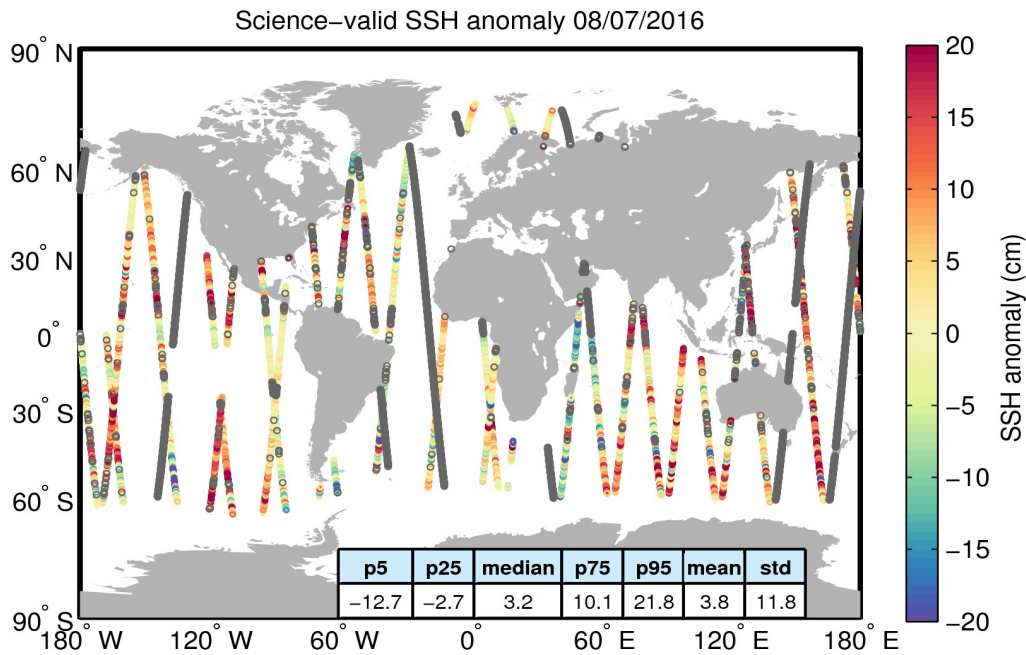 Science−valid SSH anomaly 08/07/2016
90° N
60° N
30° N
0°
30° S
60° S
90° S
180° W
120° W
60° W
0°
60° E
120° E
180° E
p5 p25 median p75 p95 mean std
−12.7 −2.7 3.2 10.1 21.8 3.8 11.8
20
15
10
5
0
−5
−10
−15
−20
SSH anomaly (cm)